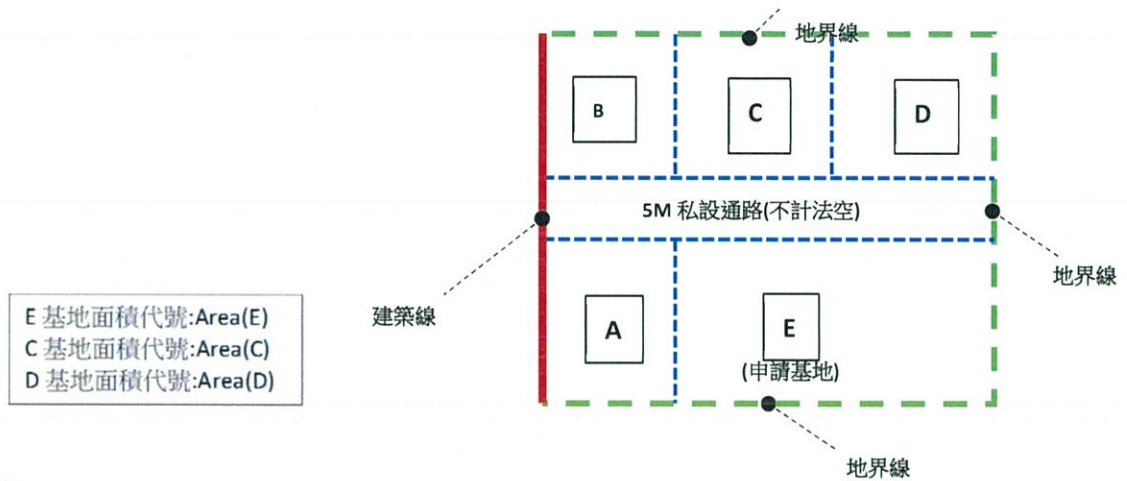 地界線
B
C
D
5M 私設通路(不計法空)
地界線
建築線
E 基地面積代號:Area(E)
C 基地面積代號:Area(C)
D 基地面積代號:Area(D)
A
E
(申請基地)
地界線